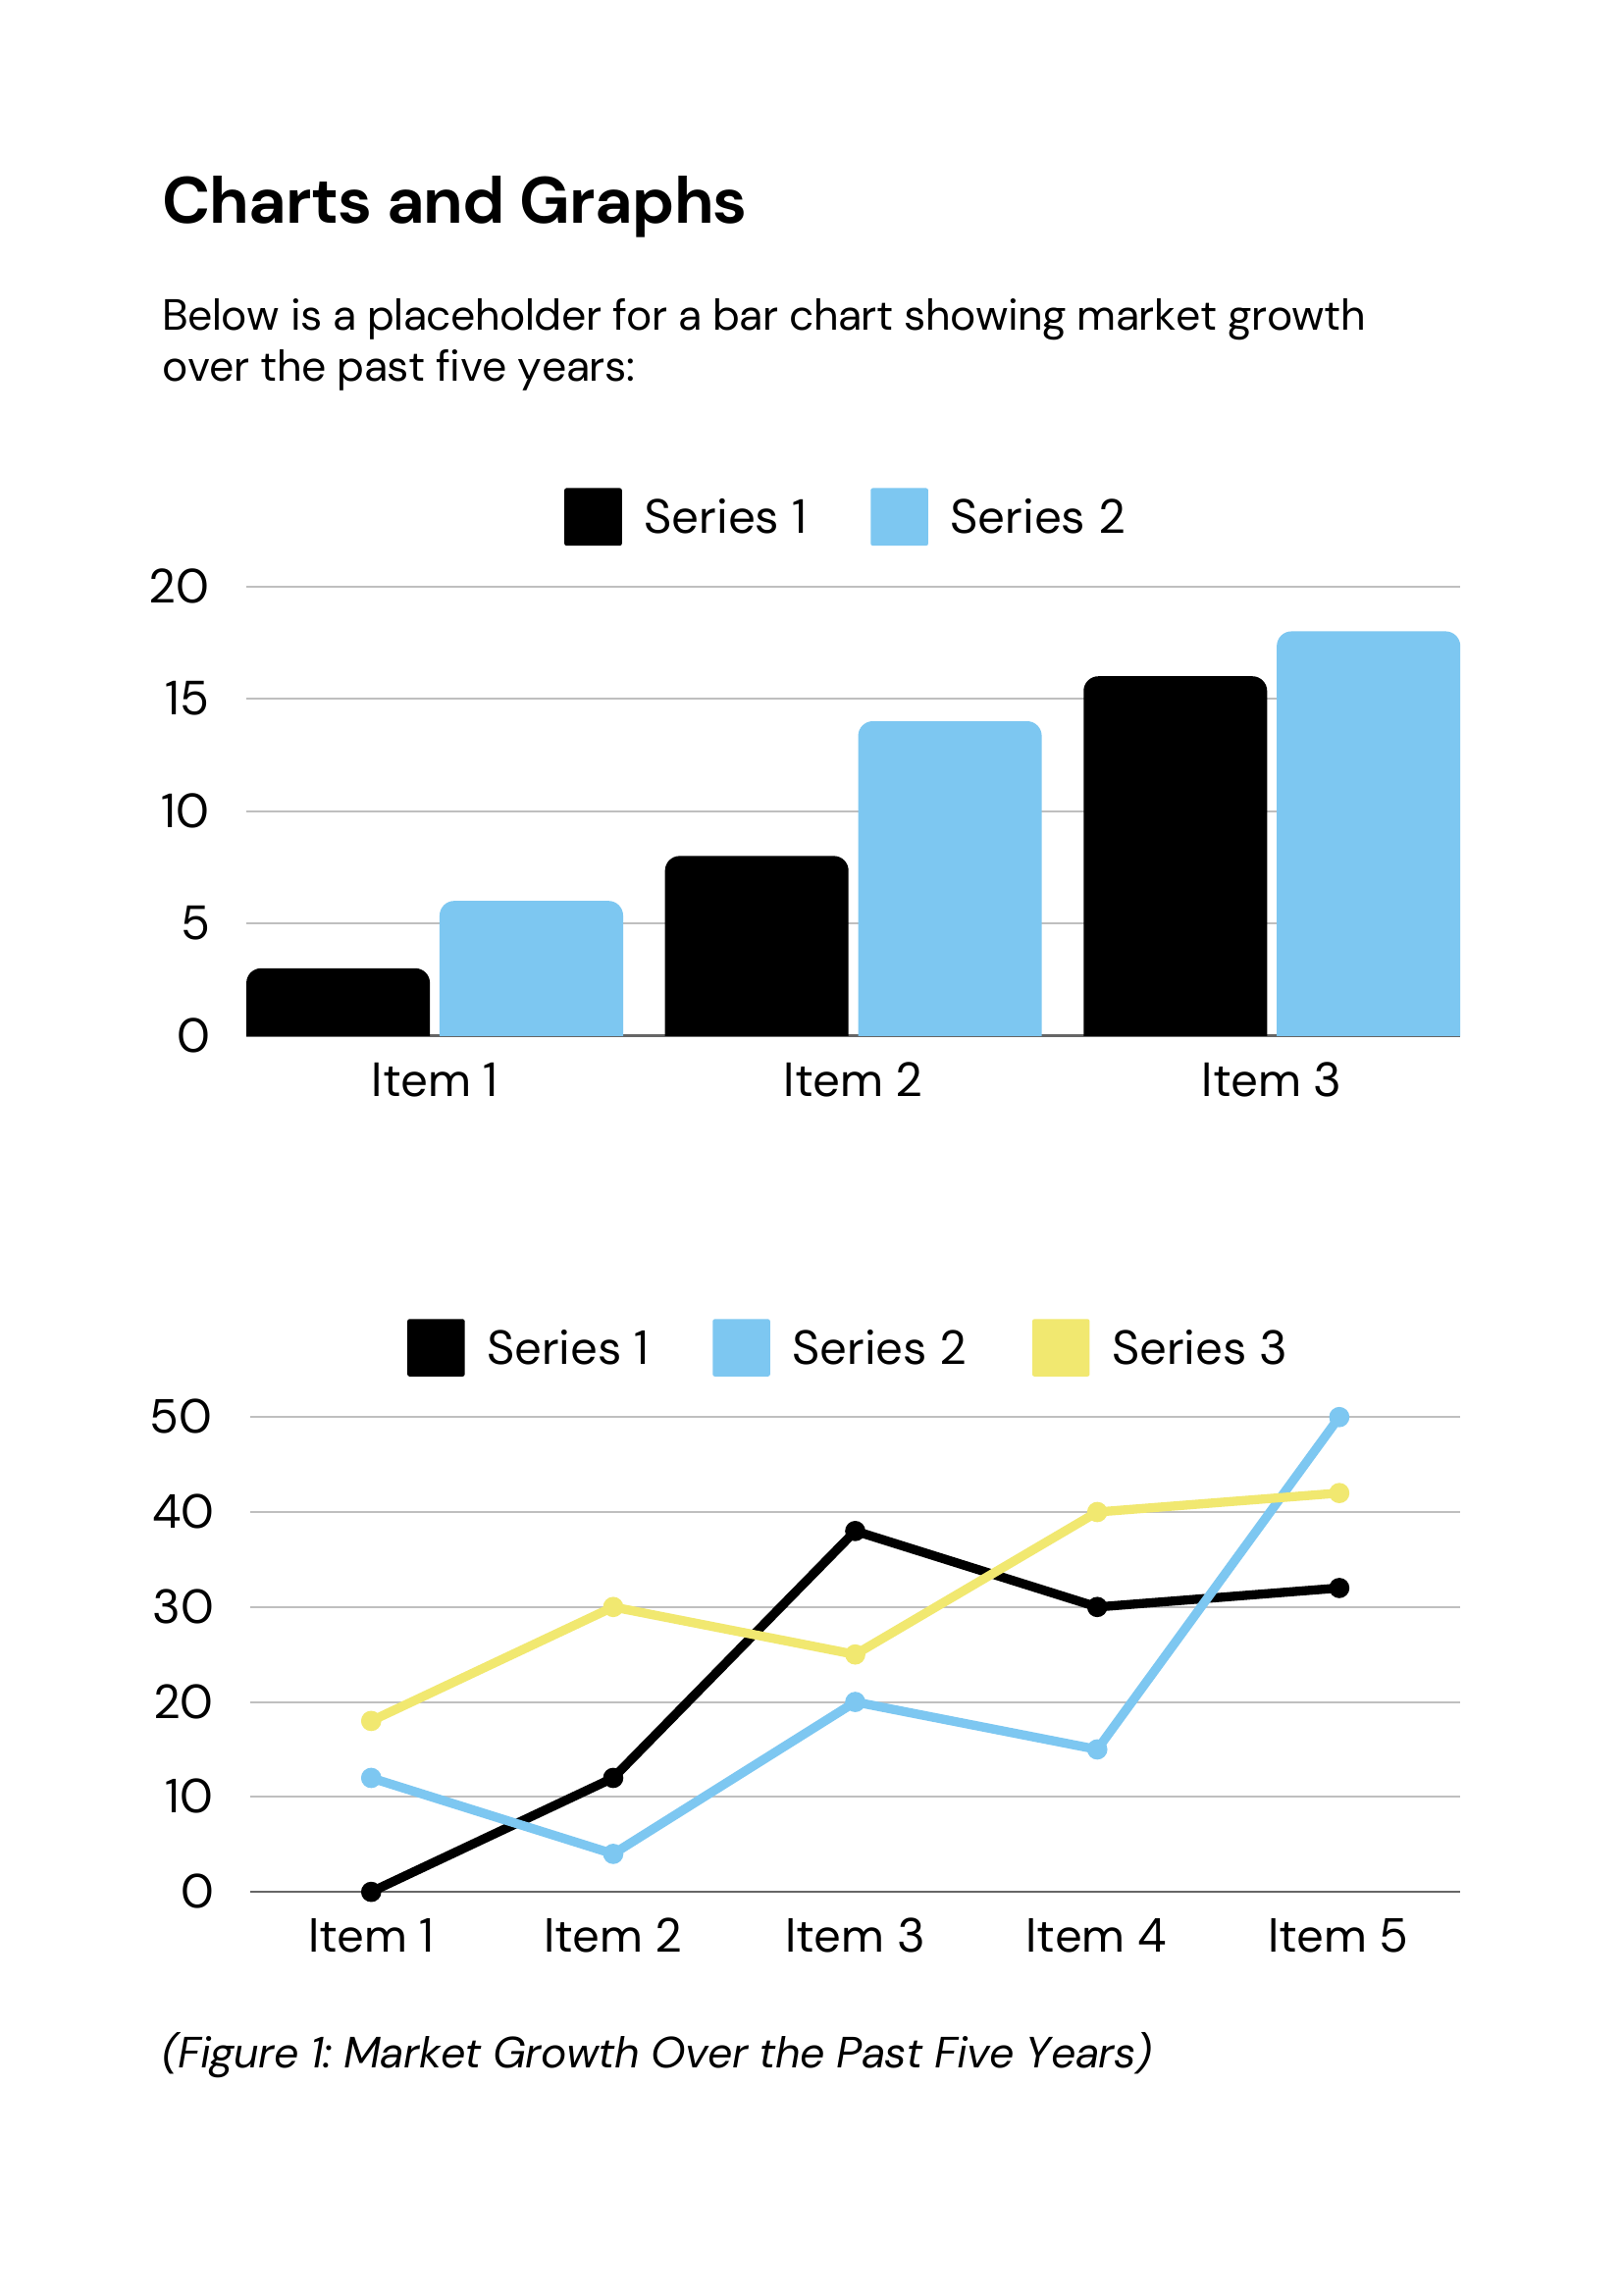 Charts and Graphs
Below is a placeholder for a bar chart showing market growth
over the past five years:
Series 1 Series 2
20
15
10
5
0
Item 1 Item 2 Item 3
Series 1 Series 2 Series 3
50
40
30
20
10
0
Item 1 Item 2 Item 3 Item 4 Item 5
(Figure 1: Market Growth Over the Past Five Years)